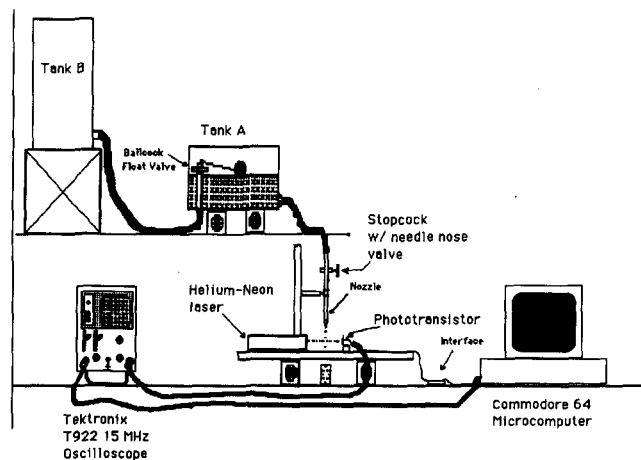 Tank B
Tank A
Ballcock
Float Valve
Stopcock
w/ needle nose
valve
Nozzle
Helium-Neon
laser
Phototransistor
Interface
Tektronix
T922 15 MHz
Oscilloscope
Commodore 64
Microcomputer